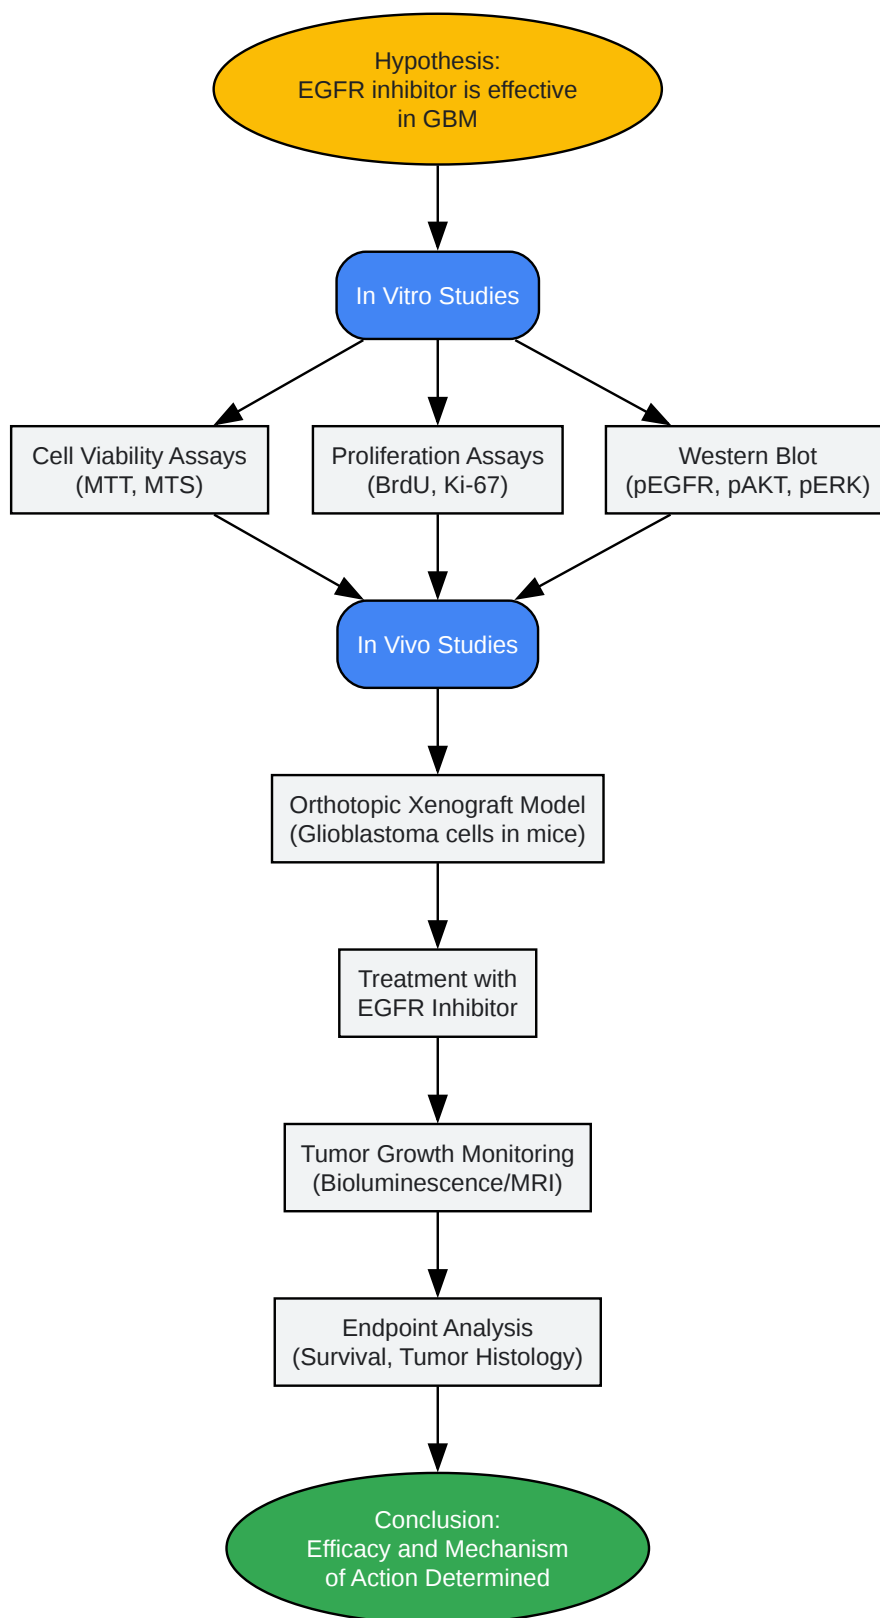 Hypothesis:
EGFR inhibitor is effective
in GBM
In Vitro Studies
Cell Viability Assays
(MTT, MTS)
Proliferation Assays
(BrdU, Ki-67)
Western Blot
(pEGFR, pAKT, pERK)
In Vivo Studies
Orthotopic Xenograft Model
(Glioblastoma cells in mice)
Treatment with
EGFR Inhibitor
Tumor Growth Monitoring
(Bioluminescence/MRI)
Endpoint Analysis
(Survival, Tumor Histology)
Conclusion:
Efficacy and Mechanism
of Action Determined